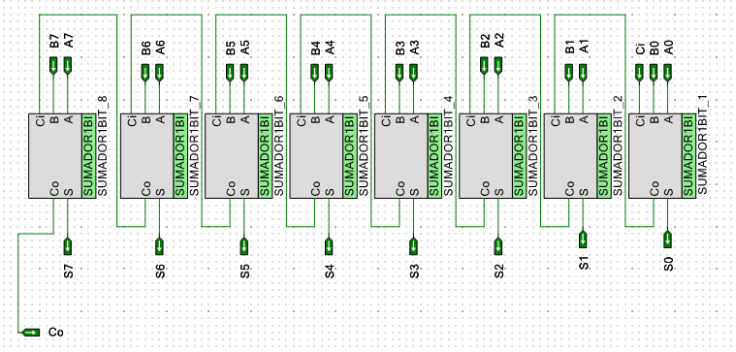 B7 A7 B6 A6 B5 A5 B4 A4 B3 A3 B2 A2 B1 A1 Ci B0 A0
Ci B A Ci B A Ci B A Ci B A Ci B A Ci B A Ci B A Ci B A
Co S Co S Co S Co S Co S Co S Co S Co S
SUMADOR1BI
SUMADOR1BIT_8
SUMADOR1BI
SUMADOR1BIT_7
SUMADOR1BI
SUMADOR1BIT_6
SUMADOR1BI
SUMADOR1BIT_5
SUMADOR1BI
SUMADOR1BIT_4
SUMADOR1BI
SUMADOR1BIT_3
SUMADOR1BI
SUMADOR1BIT_2
SUMADOR1BI
SUMADOR1BIT_1
S7 S6 S5 S4 S3 S2 S1 S0
Co